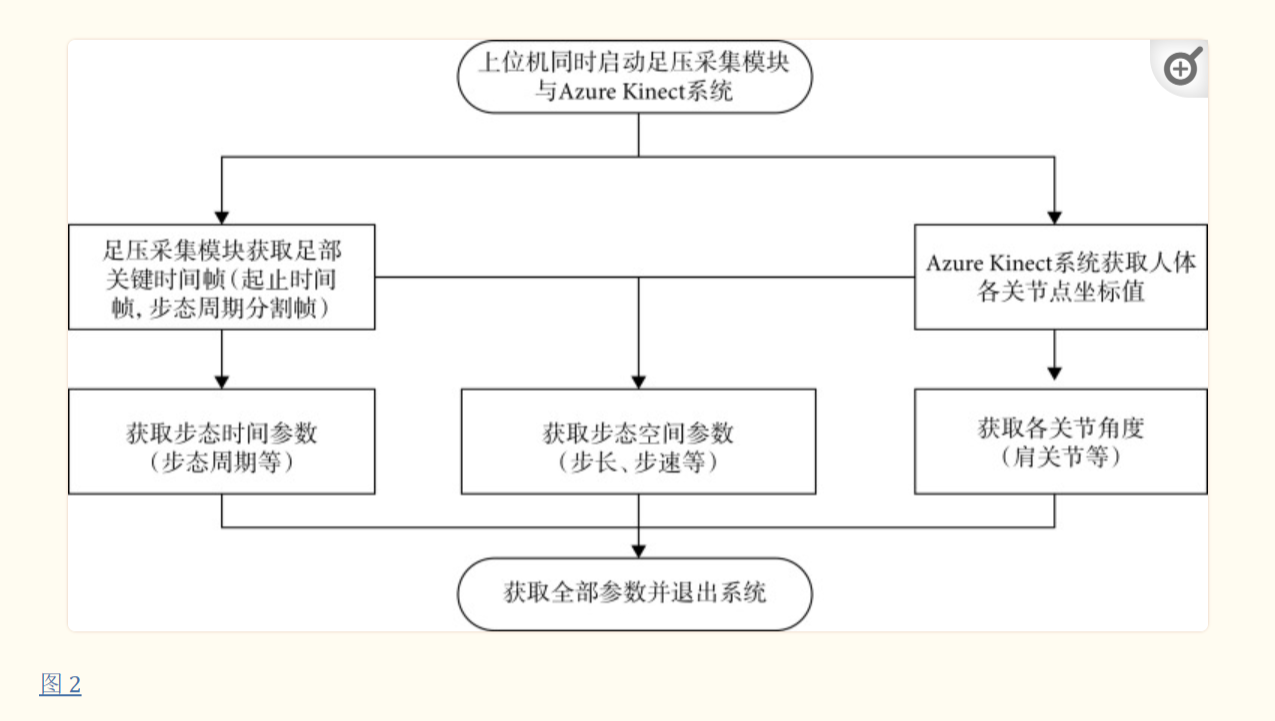 上位机同时启动足压采集模块
与Azure Kinect系统
足压采集模块获取足部
关键时间帧(起止时间
帧, 步态周期分割帧)
Azure Kinect系统获取人体
各关节点坐标值
获取步态时间参数
(步态周期等)
获取步态空间参数
(步长、步速等)
获取各关节角度
(肩关节等)
获取全部参数并退出系统
图 2